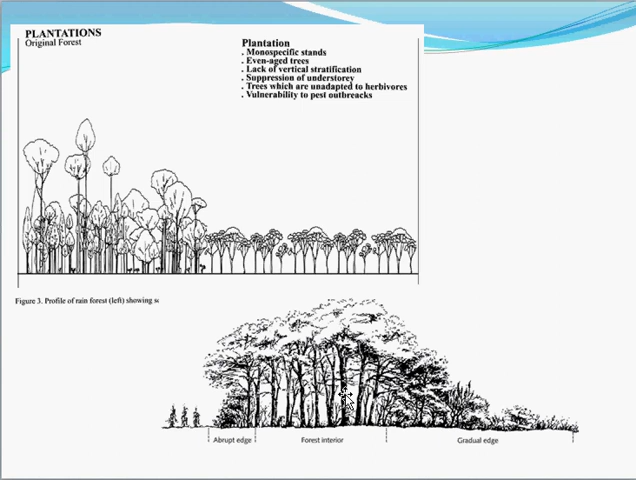 PLANTATIONS
Original Forest
Plantation
. Monospecific stands
. Even-aged trees
. Lack of vertical stratification
. Suppression of understorey
. Trees which are unadapted to herbivores
. Vulnerability to pest outbreacks
Figure 3. Profile of rain forest (left) showing
Abrupt edge
Forest interior
Gradual edge